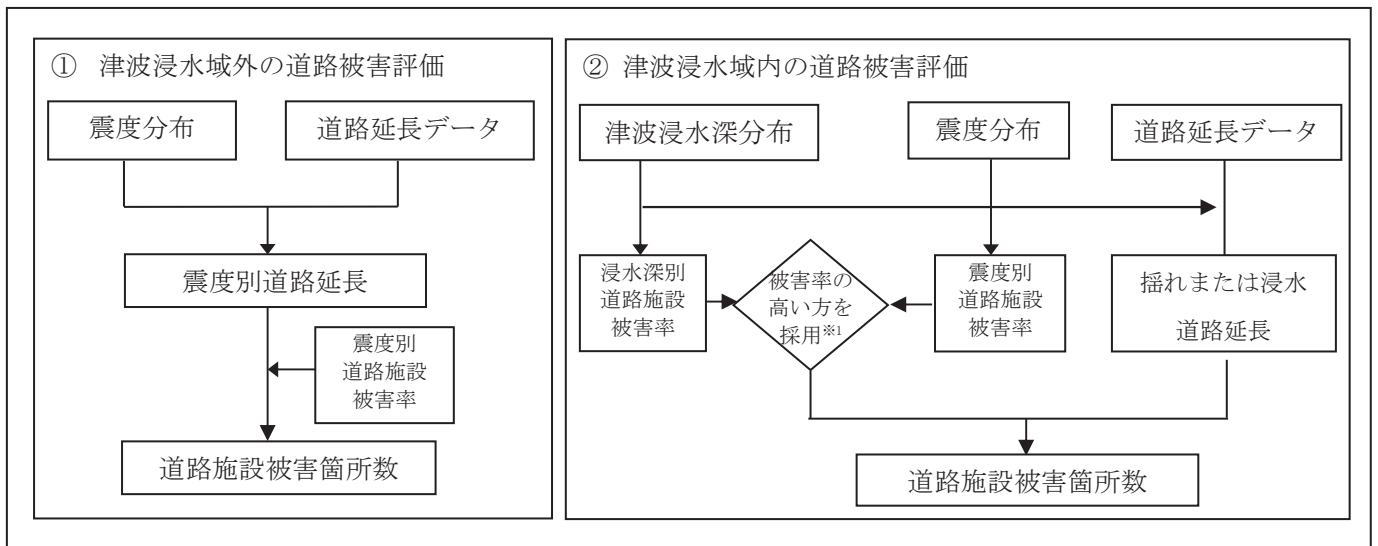 ① 津波浸水域外の道路被害評価
震度分布
道路延長データ
震度別道路延長
震度別
道路施設
被害率
道路施設被害箇所数
② 津波浸水域内の道路被害評価
津波浸水深分布
震度分布
道路延長データ
浸水深別
道路施設
被害率
被害率の
高い方を
採用※1
震度別
道路施設
被害率
揺れまたは浸水
道路延長
道路施設被害箇所数